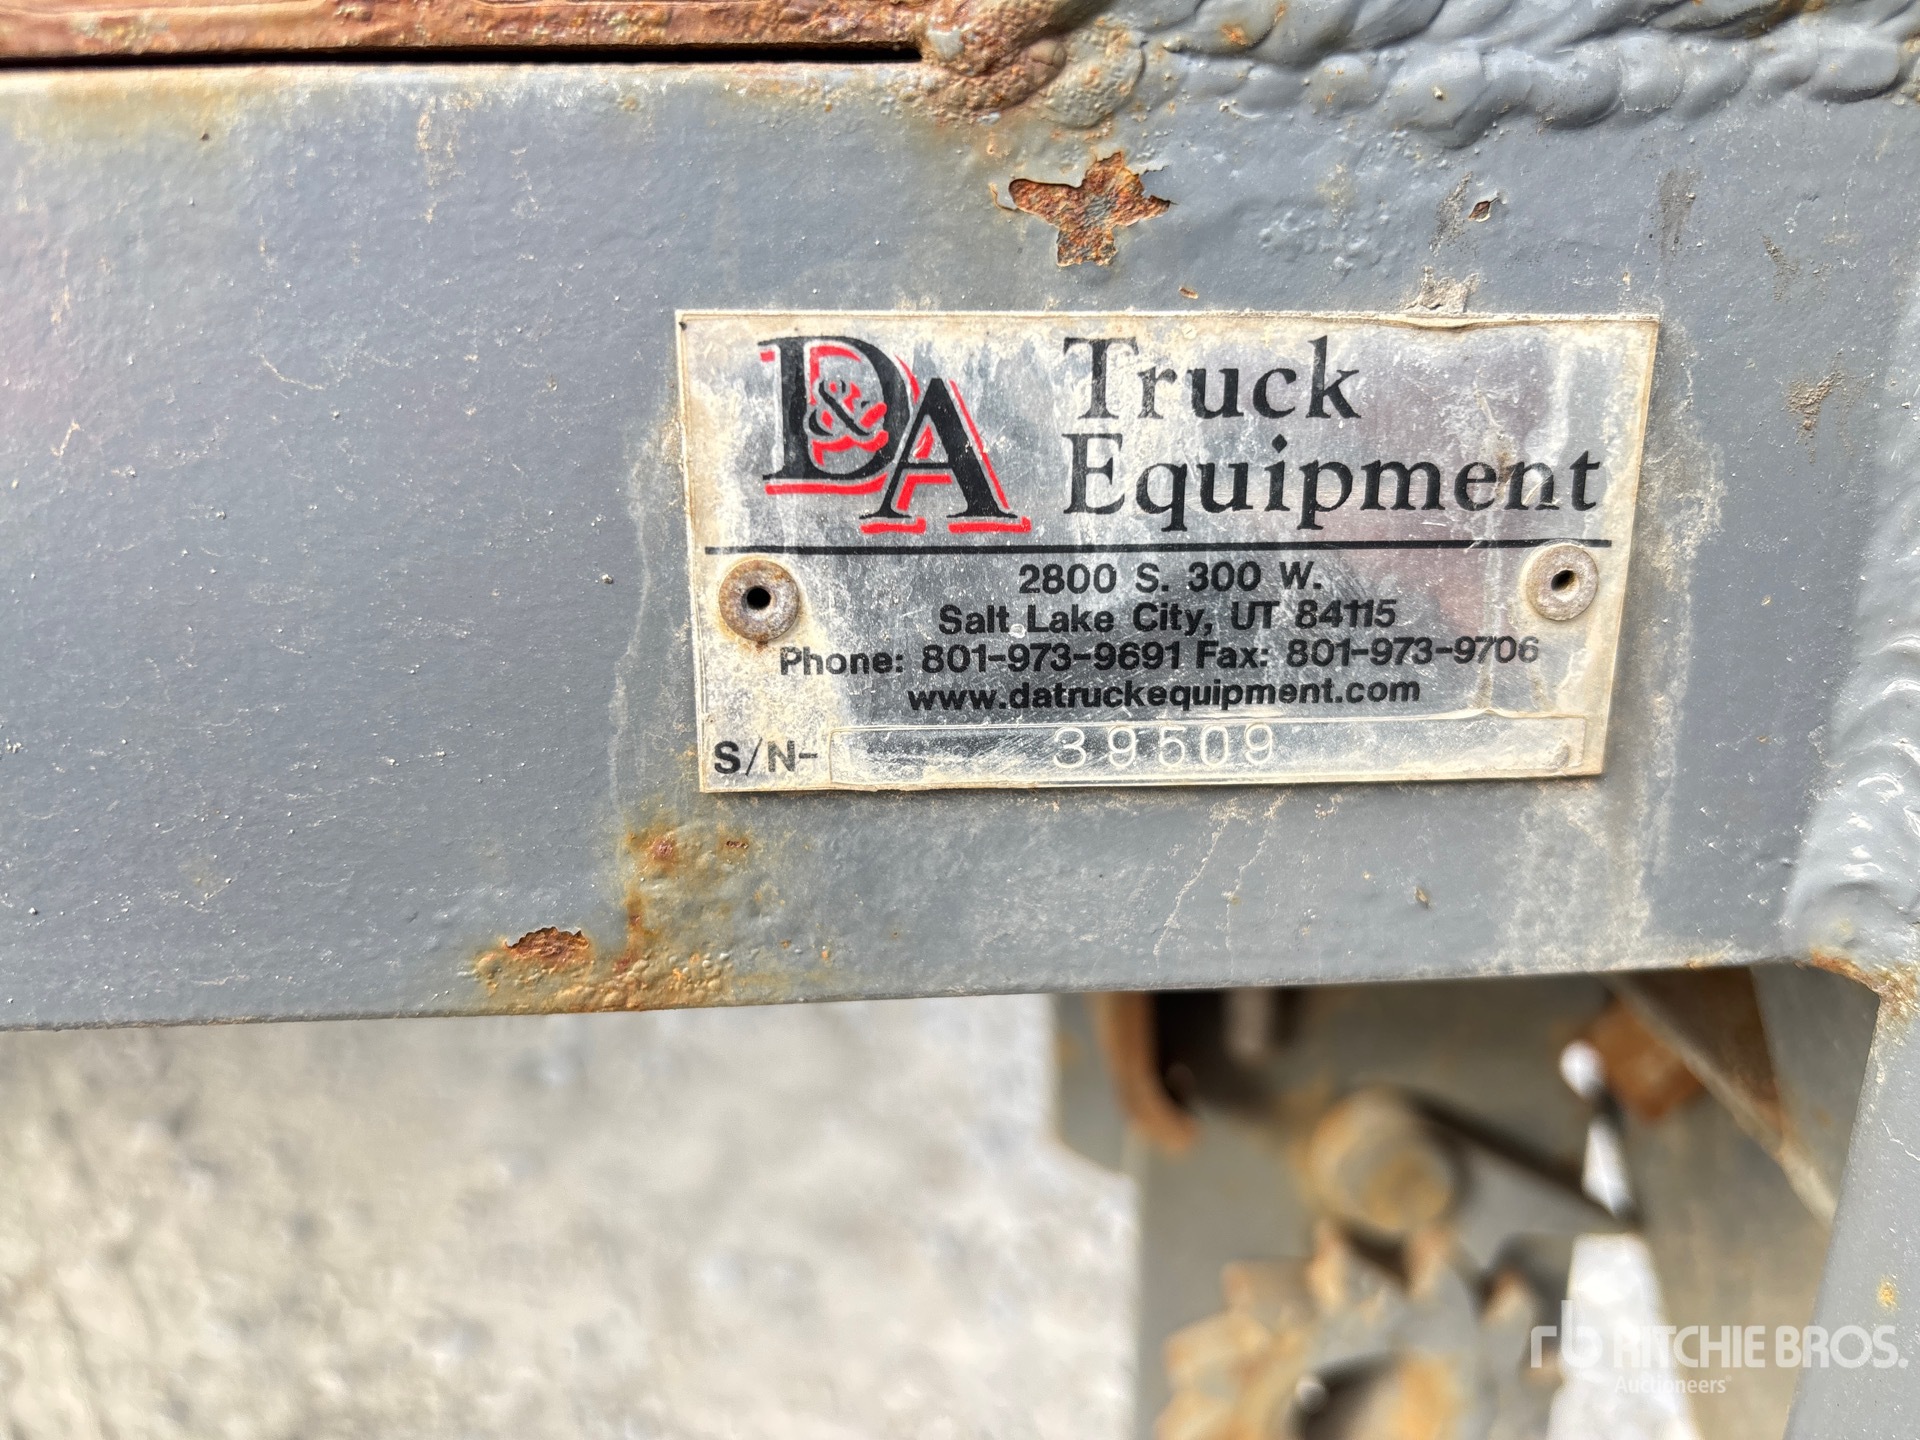 D&A Truck
Equipment
2800 S. 300 W.
Salt Lake City, UT 84115
Phone: 801-973-9691 Fax: 801-973-9706
www.datruckequipment.com
S/N- 39509
rb RITCHIE BROS.
Auctioneers